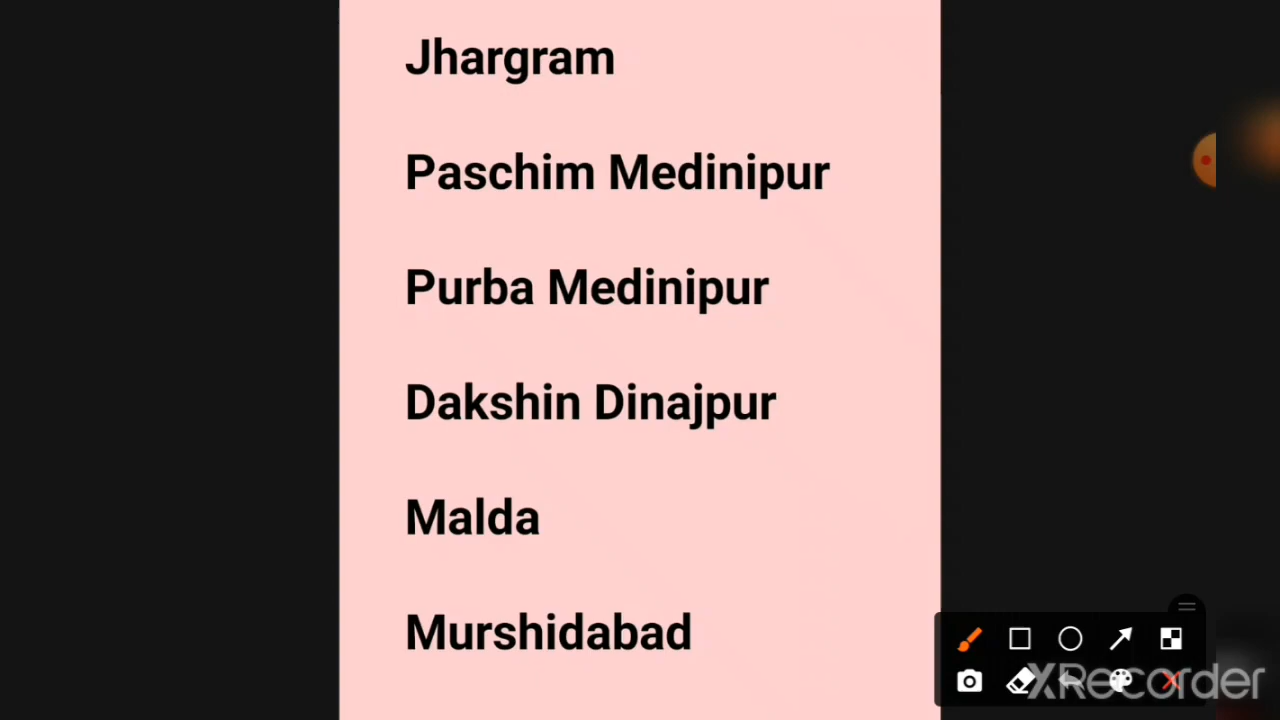 Jhargram
Paschim Medinipur
Purba Medinipur
Dakshin Dinajpur
Malda
Murshidabad
XRecorder